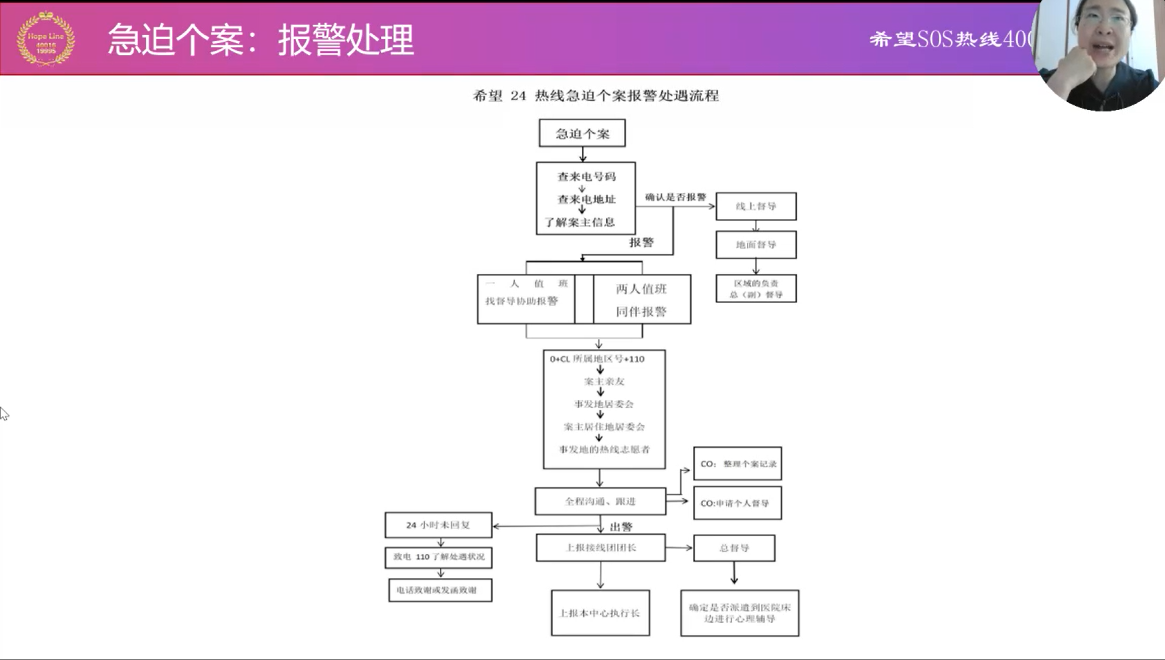 Hope Line
急迫个案：报警处理
希望SOS热线400
希望 24 热线急迫个案报警处遇流程
急迫个案
查来电号码
查来电地址
了解案主信息
确认是否报警
线上督导
地面督导
区域的负责
总（副）督导
报警
一 人 值 班
找督导协助报警
两人值班
同伴报警
0+CL 所属地区号+110
案主亲友
事发地居委会
案主居住地居委会
事发地的热线志愿者
全程沟通、跟进
CO：整理个案记录
CO:申请个人督导
出警
24 小时未回复
致电 110 了解处遇状况
电话致谢或发函致谢
上报接线团团长
总督导
上报本中心执行长
确定是否派遣到医院床
边进行心理辅导